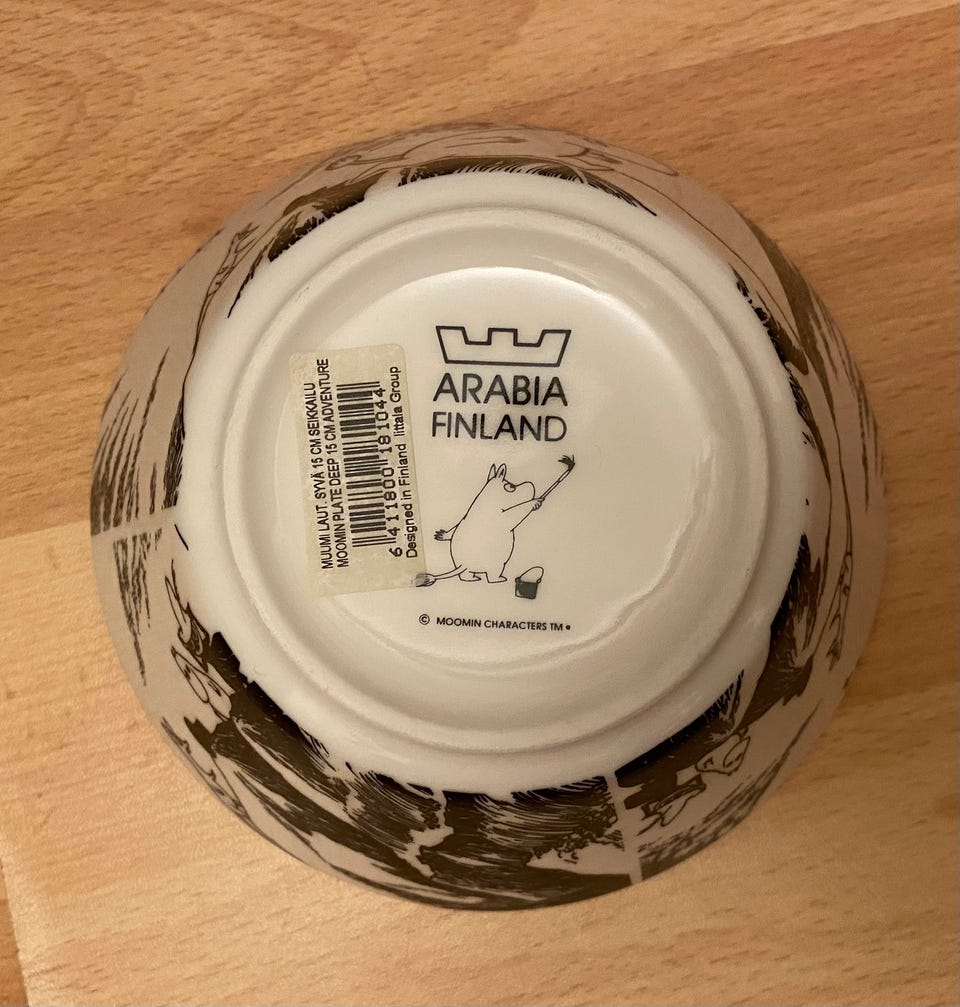 ARABIA
FINLAND
© MOOMIN CHARACTERS TM
MUUMI LAUT. SYVÄ 15 CM SEIKKAILU
MOOMIN PLATE DEEP 15 CM ADVENTURE
6 411800 181044
Designed in Finland Iittala Group